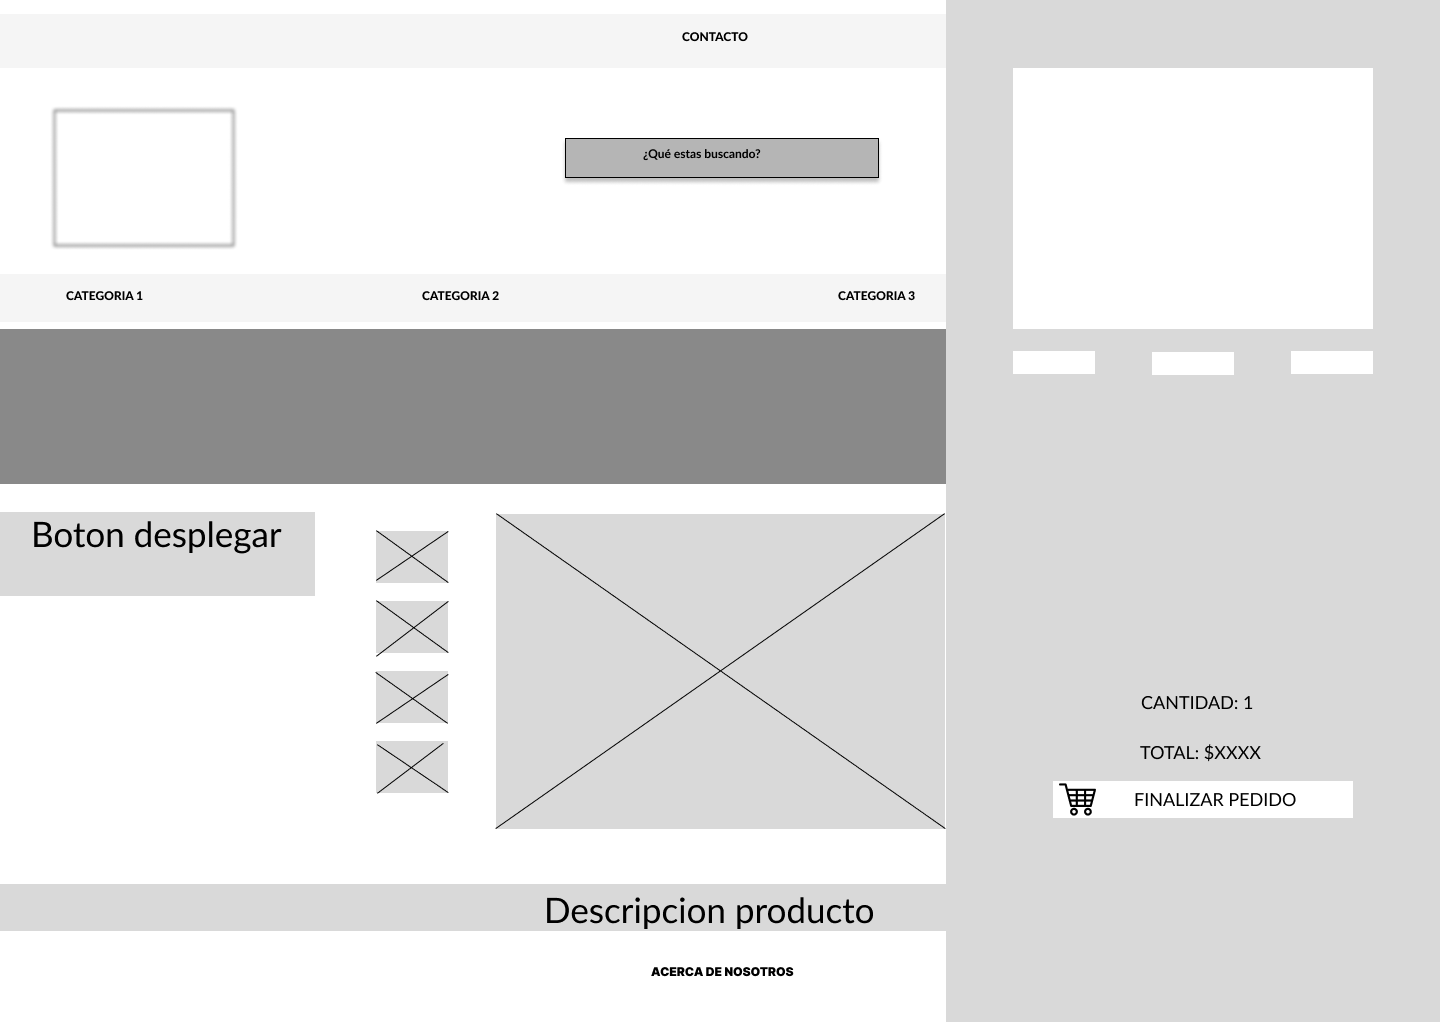 CONTACTO
¿Qué estas buscando?
CATEGORIA 1
CATEGORIA 2
CATEGORIA 3
Boton desplegar
Descripcion producto
ACERCA DE NOSOTROS
CANTIDAD: 1
TOTAL: $XXXX
FINALIZAR PEDIDO